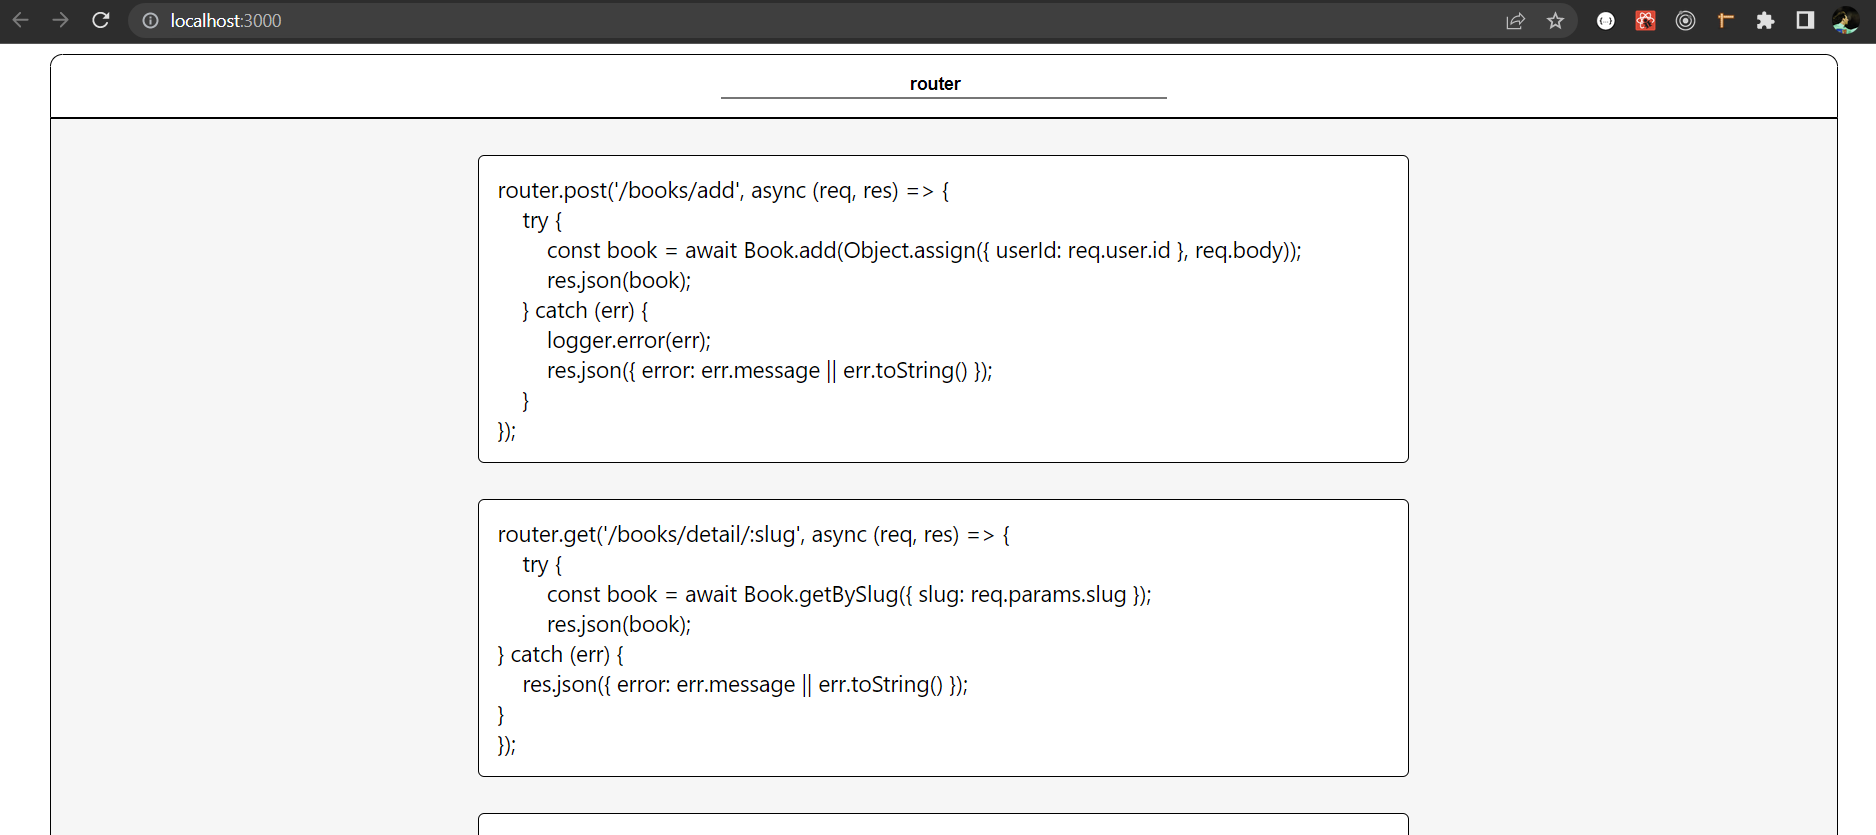 localhost:3000
router
router.post('/books/add', async (req, res) => {
try {
const book = await Book.add(Object.assign({ userId: req.user.id }, req.body));
res.json(book);
} catch (err) {
logger.error(err);
res.json({ error: err.message || err.toString() });
}
});
router.get('/books/detail/:slug', async (req, res) => {
try {
const book = await Book.getBySlug({ slug: req.params.slug });
res.json(book);
} catch (err) {
res.json({ error: err.message || err.toString() });
}
});